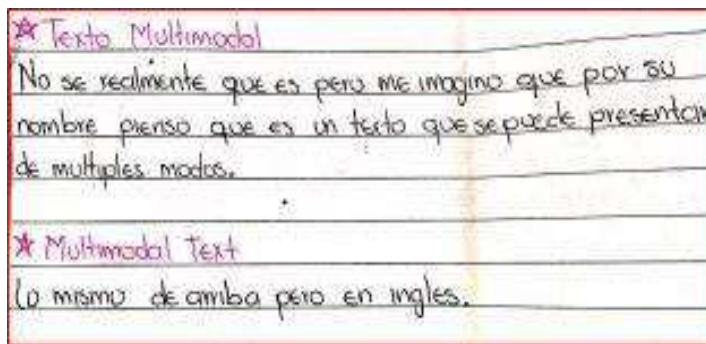 ☆ Texto Multimodal
No se realmente que es pero me imagino que por su
nombre pienso que es un texto que se puede presentar
de multiples modos.
☆ Multimodal Text
Lo mismo de arriba pero en ingles.